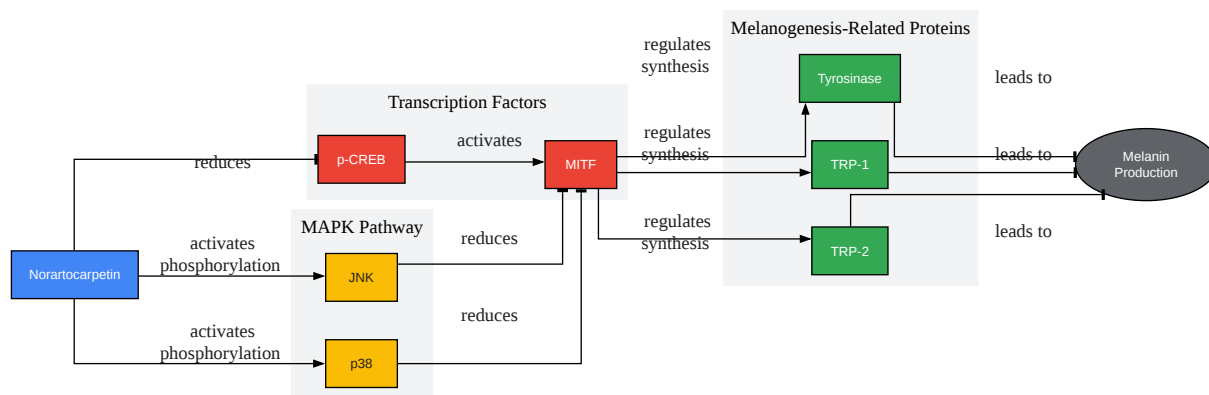 Melanogenesis-Related Proteins
regulates
synthesis
Tyrosinase
leads to
Transcription Factors
p-CREB
activates
MITF
regulates
synthesis
TRP-1
leads to
Melanin
Production
reduces
MAPK Pathway
regulates
synthesis
TRP-2
leads to
Norartocarpetin
activates
phosphorylation
JNK
reduces
activates
phosphorylation
p38
reduces